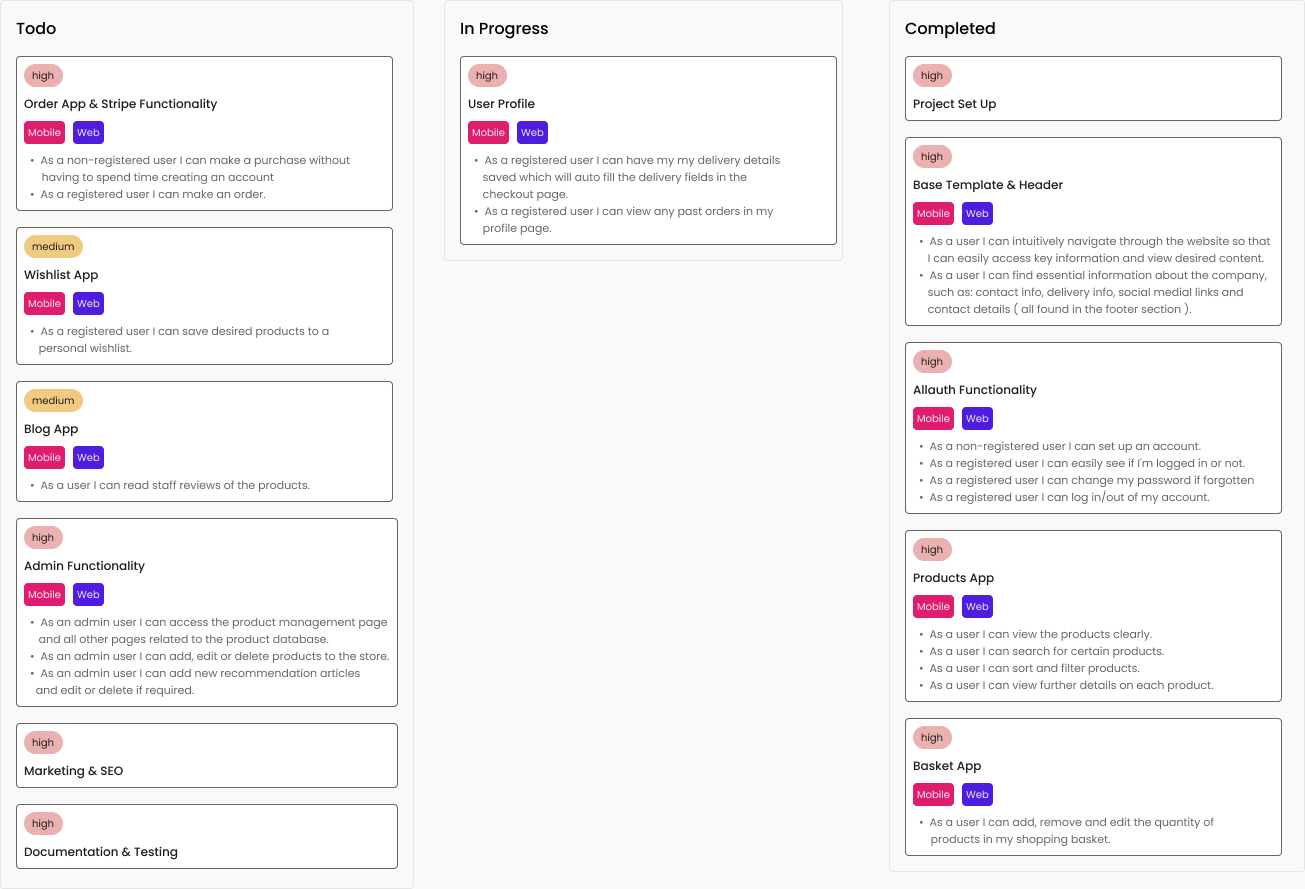 Todo
high
Order App & Stripe Functionality
Mobile Web
• As a non-registered user I can make a purchase without
having to spend time creating an account
• As a registered user I can make an order.
medium
Wishlist App
Mobile Web
• As a registered user I can save desired products to a
personal wishlist.
medium
Blog App
Mobile Web
• As a user I can read staff reviews of the products.
high
Admin Functionality
Mobile Web
• As an admin user I can access the product management page
and all other pages related to the product database.
• As an admin user I can add, edit or delete products to the store.
• As an admin user I can add new recommendation articles
and edit or delete if required.
high
Marketing & SEO
high
Documentation & Testing
In Progress
high
User Profile
Mobile Web
• As a registered user I can have my my delivery details
saved which will auto fill the delivery fields in the
checkout page.
• As a registered user I can view any past orders in my
profile page.
Completed
high
Project Set Up
high
Base Template & Header
Mobile Web
• As a user I can intuitively navigate through the website so that
I can easily access key information and view desired content.
• As a user I can find essential information about the company,
such as: contact info, delivery info, social medial links and
contact details ( all found in the footer section ).
high
Allauth Functionality
Mobile Web
• As a non-registered user I can set up an account.
• As a registered user I can easily see if I'm logged in or not.
• As a registered user I can change my password if forgotten
• As a registered user I can log in/out of my account.
high
Products App
Mobile Web
• As a user I can view the products clearly.
• As a user I can search for certain products.
• As a user I can sort and filter products.
• As a user I can view further details on each product.
high
Basket App
Mobile Web
• As a user I can add, remove and edit the quantity of
products in my shopping basket.